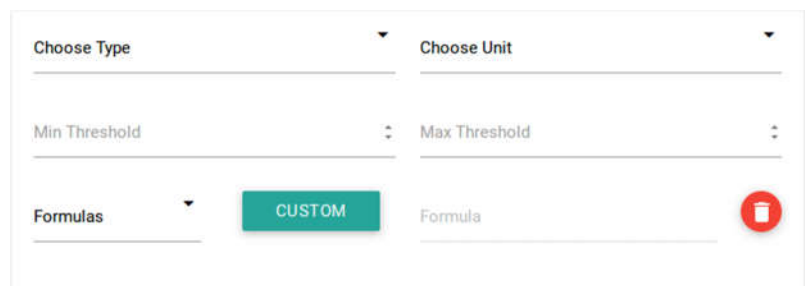 Choose Type
Choose Unit
Min Threshold
Max Threshold
Formulas
CUSTOM
Formula